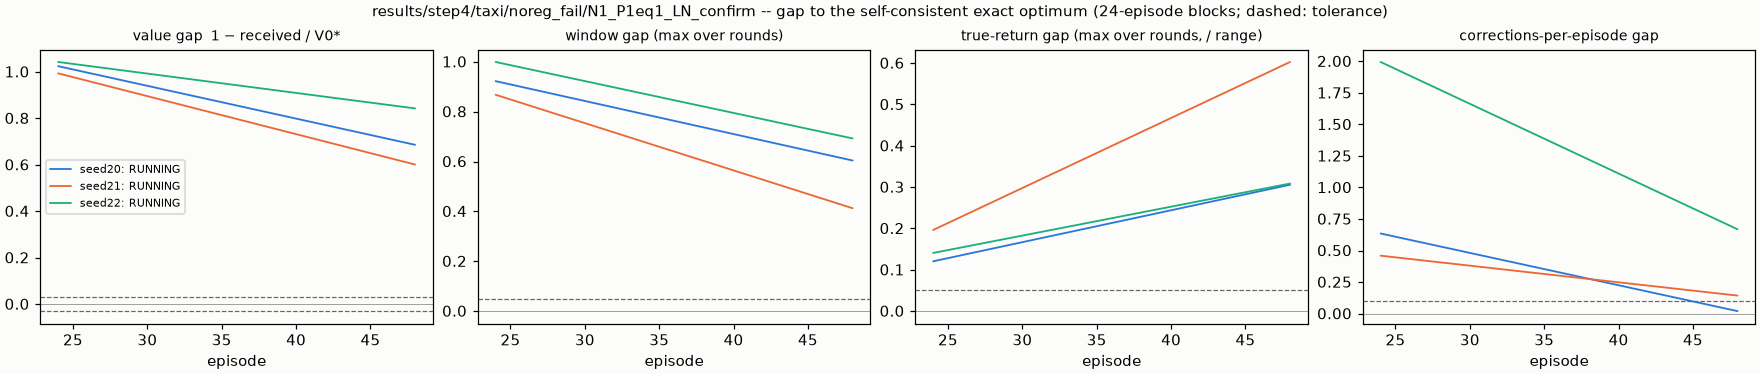 results/step4/taxi/noreg_fail/N1_P1eq1_LN_confirm -- gap to the self-consistent exact optimum (24-episode blocks; dashed: tolerance)
value gap 1 − received / V0*
1.0
0.8
0.6
0.4
0.2
0.0
seed20: RUNNING
seed21: RUNNING
seed22: RUNNING
25 30 35 40 45
episode
window gap (max over rounds)
1.0
0.8
0.6
0.4
0.2
0.0
25 30 35 40 45
episode
true-return gap (max over rounds, / range)
0.6
0.5
0.4
0.3
0.2
0.1
0.0
25 30 35 40 45
episode
corrections-per-episode gap
2.00
1.75
1.50
1.25
1.00
0.75
0.50
0.25
0.00
25 30 35 40 45
episode